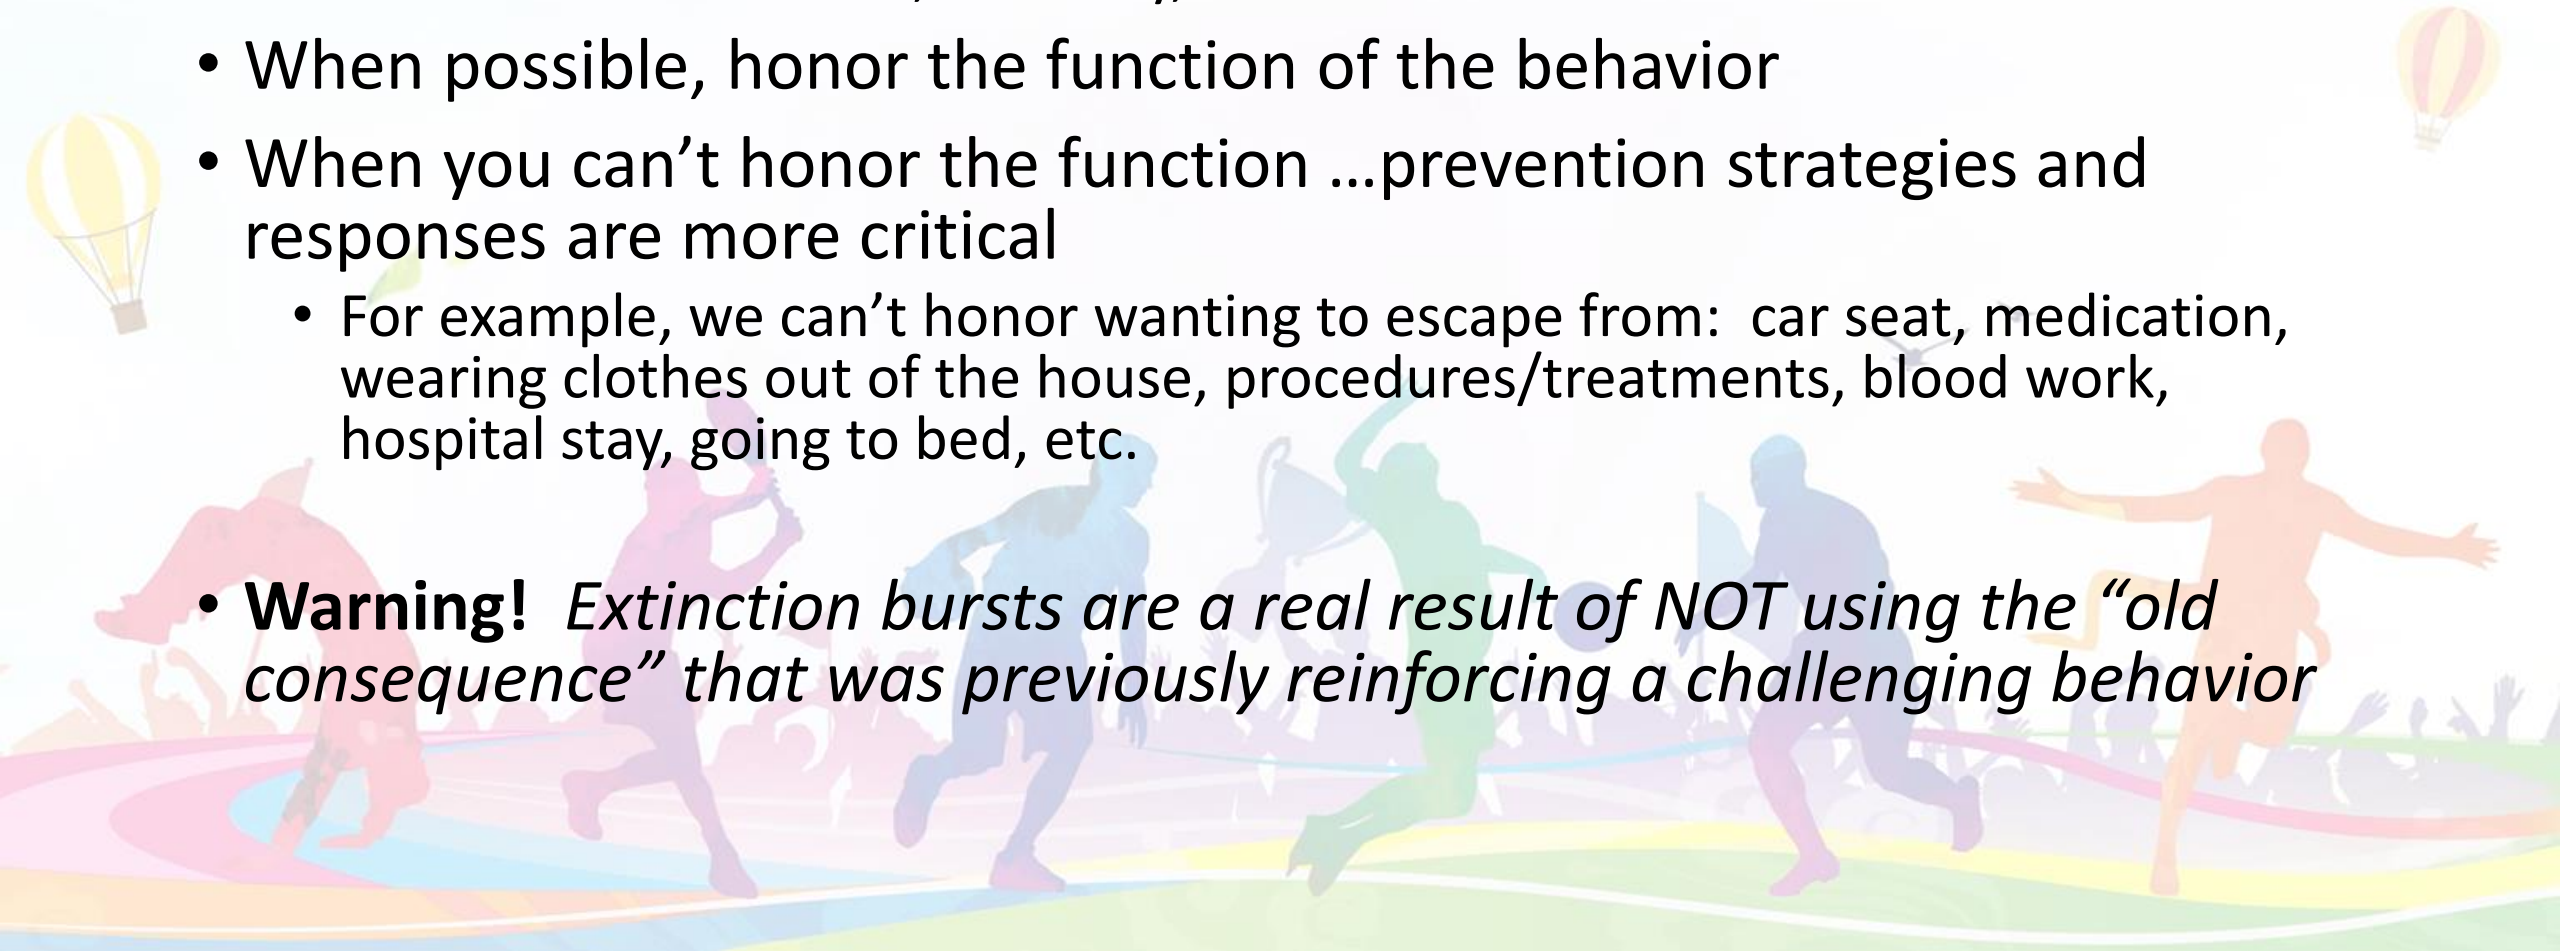 • When possible, honor the function of the behavior
• When you can’t honor the function …prevention strategies and
responses are more critical
• For example, we can’t honor wanting to escape from:  car seat, medication,
wearing clothes out of the house, procedures/treatments, blood work,
hospital stay, going to bed, etc.
• Warning!  Extinction bursts are a real result of NOT using the “old
consequence” that was previously reinforcing a challenging behavior